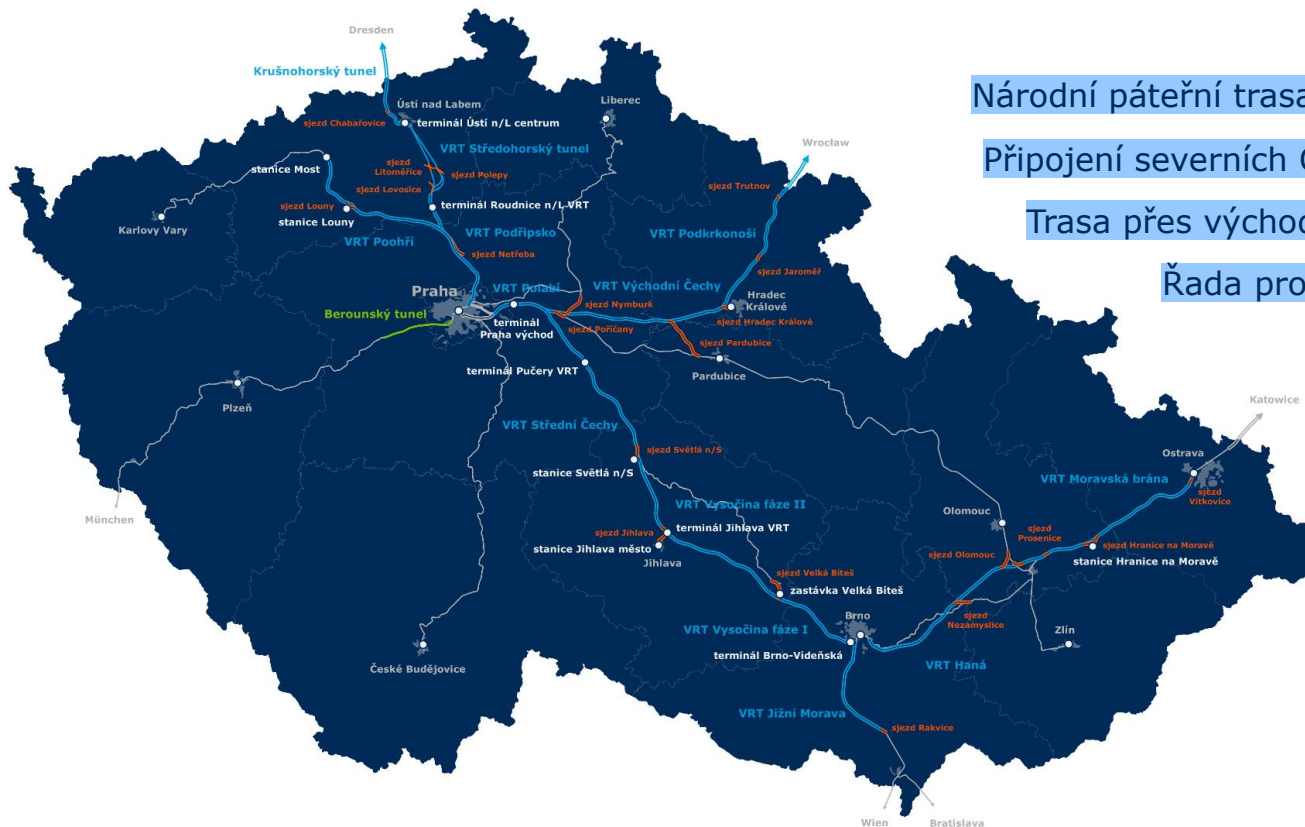 Dresden
Krušnohorský tunel
Národní páteřní trasa
Připojení severních
Trasa přes východ
Řada pro
Ústí nad Labem
Liberec
sjezd Chabařovice
terminál Ústí n/L centrum
VRT Středohorský tunel
Wrocław
sjezd
Litoměřice
sjezd Polepy
stanice Most
sjezd Lovosice
sjezd Trutnov
sjezd Louny
terminál Roudnice n/L VRT
stanice Louny
Karlovy Vary
VRT Poohří
VRT Podřipsko
VRT Podkrkonoší
sjezd Netřeba
sjezd Jaroměř
Praha
VRT Polabí
VRT Východní Čechy
Hradec
Králové
sjezd Nymburk
Berounský tunel
terminál
Praha východ
sjezd Poříčany
sjezd Hradec Králové
sjezd Pardubice
terminál Pučery VRT
Pardubice
Plzeň
Katowice
VRT Střední Čechy
sjezd Světlá n/S
Ostrava
stanice Světlá n/S
VRT Moravská brána
sjezd
Vítkovice
VRT Vysočina fáze II
Olomouc
München
sjezd Jihlava
terminál Jihlava VRT
sjezd
Prosenice
stanice Jihlava město
sjezd Olomouc
sjezd Hranice na Moravě
Jihlava
stanice Hranice na Moravě
sjezd Velká Bíteš
zastávka Velká Bíteš
Brno
sjezd
Nezamyslice
VRT Vysočina fáze I
Zlín
terminál Brno-Vídeňská
České Budějovice
VRT Haná
VRT Jižní Morava
sjezd Rakvice
Wien
Bratislava